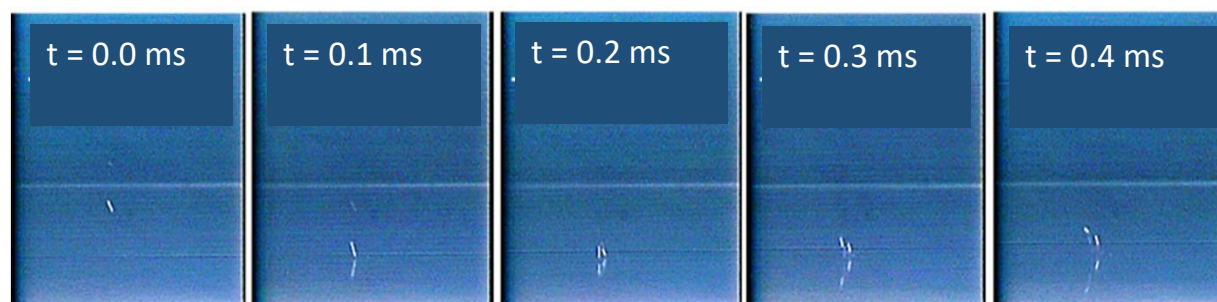 t = 0.0 ms
t = 0.1 ms
t = 0.2 ms
t = 0.3 ms
t = 0.4 ms